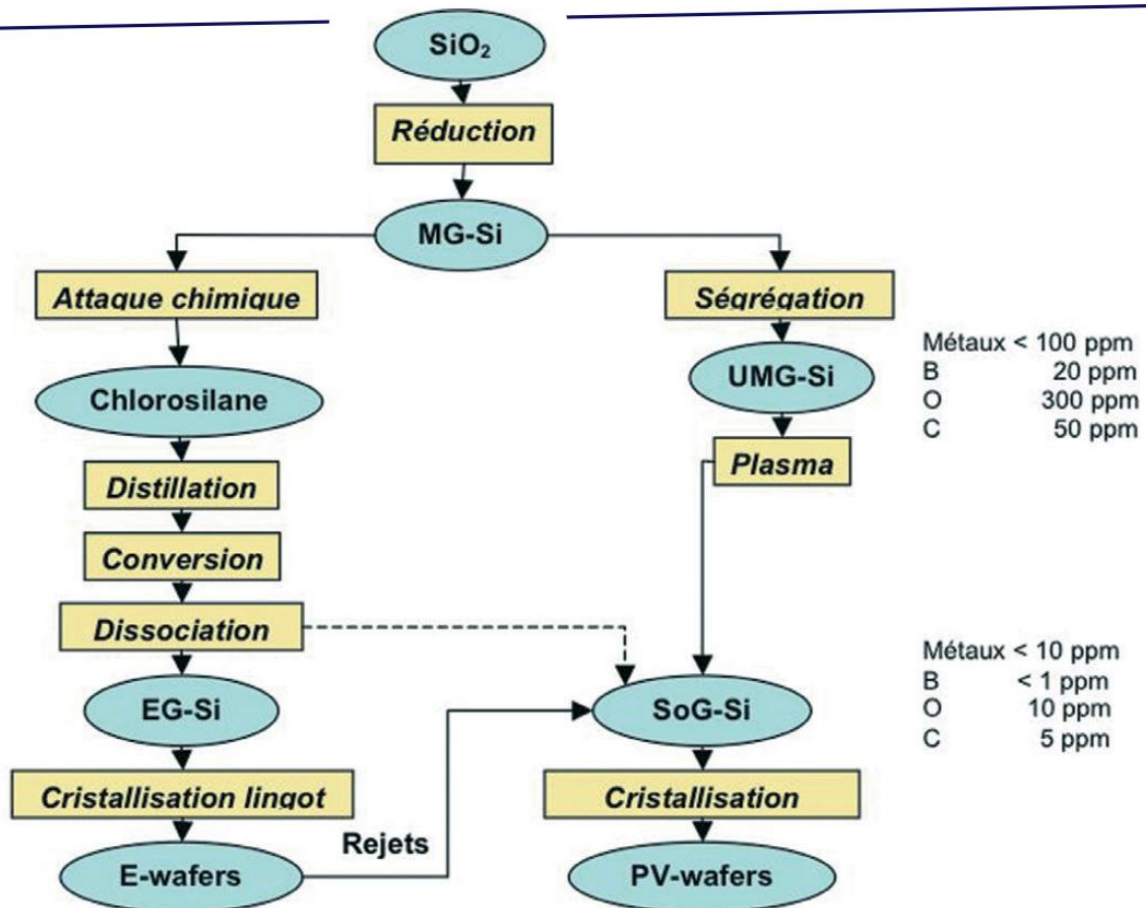 SiO₂
Réduction
MG-Si
Attaque chimique
Ségrégation
Chlorosilane
UMG-Si
Métaux < 100 ppm
B 20 ppm
O 300 ppm
C 50 ppm
Distillation
Plasma
Conversion
Dissociation
EG-Si
SoG-Si
Métaux < 10 ppm
B < 1 ppm
O 10 ppm
C 5 ppm
Cristallisation lingot
Cristallisation
Rejets
E-wafers
PV-wafers